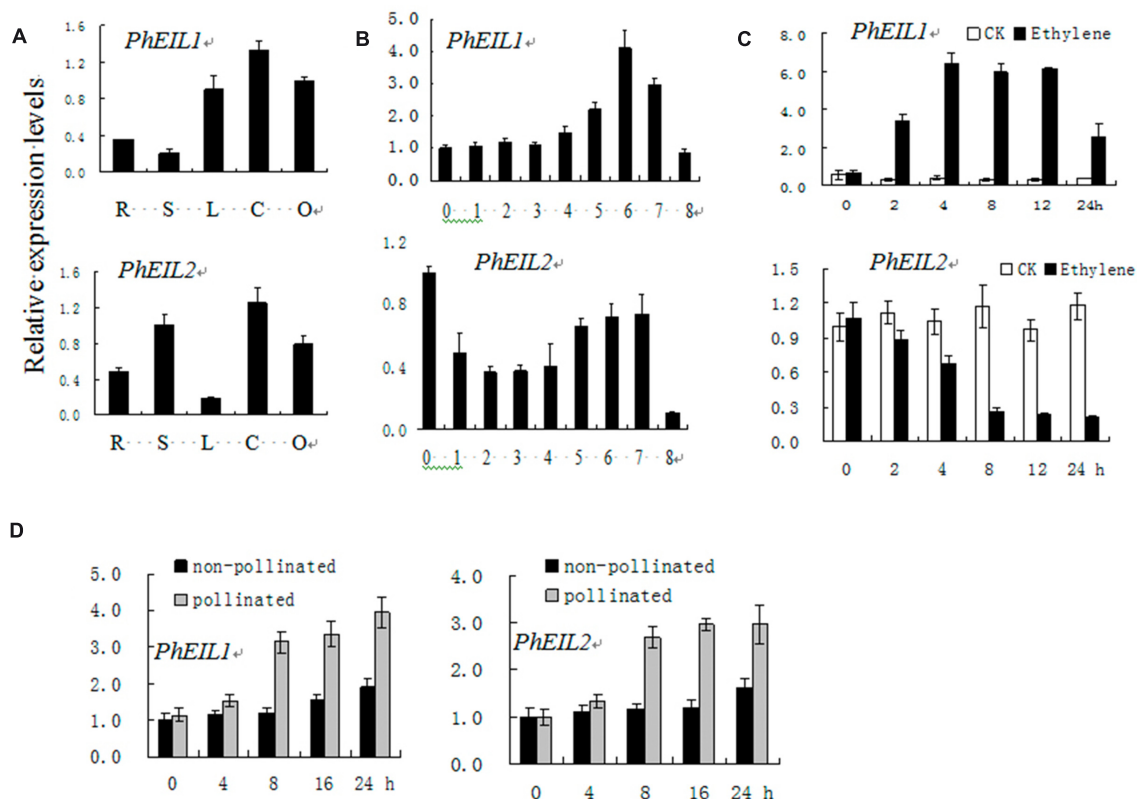 A
PhEIL1↵
Relative·expression·levels
1.6
1.2
0.8
0.4
0.0
R · S · L · C · O↵
PhEIL2↵
1.6
1.2
0.8
0.4
0.0
R · S · L · C · O↵
B
PhEIL1↵
5.0
4.0
3.0
2.0
1.0
0.0
0 1 2 3 4 5 6 7 8↵
PhEIL2↵
1.2
0.8
0.4
0.0
0 1 2 3 4 5 6 7 8↵
C
PhEIL1↵
CK Ethylene
8.0
6.0
4.0
2.0
0.0
0 2 4 8 12 24h
PhEIL2↵
CK Ethylene
1.5
1.2
0.9
0.6
0.3
0.0
0 2 4 8 12 24 h
D
non-pollinated
pollinated
PhEIL1↵
5.0
4.0
3.0
2.0
1.0
0.0
0 4 8 16 24 h
non-pollinated
pollinated
PhEIL2↵
4.0
3.0
2.0
1.0
0.0
0 4 8 16 24 h